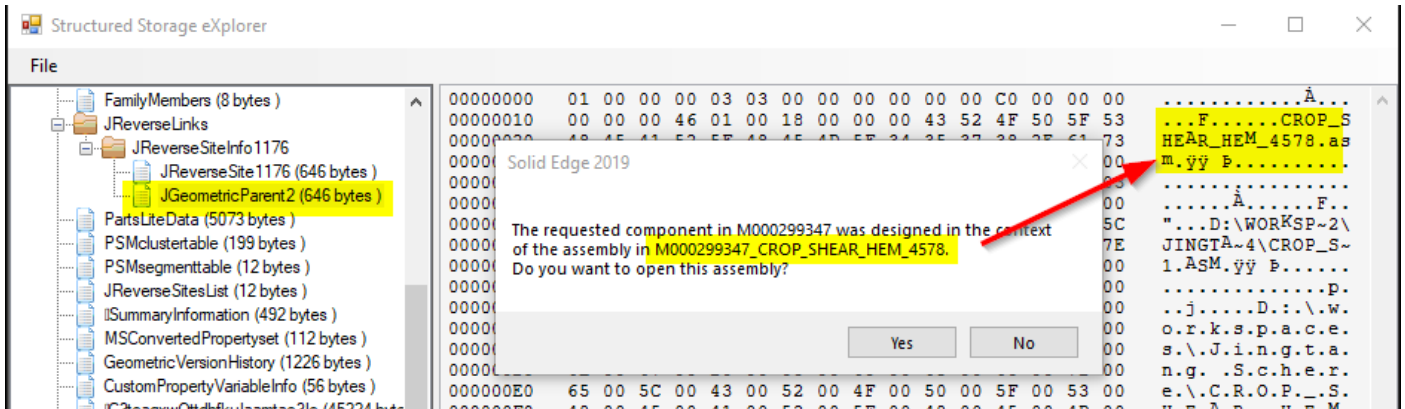 Structured Storage eXplorer
File
FamilyMembers (8 bytes )
JReverseLinks
JReverseSiteInfo1176
JReverseSite1176 (646 bytes )
JGeometricParent2 (646 bytes )
PartsLiteData (5073 bytes )
PSMclustertable (199 bytes )
PSMsegmenttable (12 bytes )
JReverseSitesList (12 bytes )
SummaryInformation (492 bytes )
MSConvertedPropertyset (112 bytes )
GeometricVersionHistory (1226 bytes )
CustomPropertyVariableInfo (56 bytes )
00000000 01 00 00 00 03 03 00 00 00 00 00 00 C0 00 00 00 ............À...
00000010 00 00 00 46 01 00 18 00 00 00 43 52 4F 50 5F 53 ...F......CROP_S
HEAR_HEM_4578.as
m.ÿÿ Þ..........
................
......À......F..
"...D:\WORKSP~2\
JINGTA~4\CROP_S~
1.ASM.ÿÿ Þ......
..............p.
..j.....D.:.\.w.
o.r.k.s.p.a.c.e.
s.\.J.i.n.g.t.a.
n.g. .S.c.h.e.r.
000000E0 65 00 5C 00 43 00 52 00 4F 00 50 00 5F 00 53 00 e.\.C.R.O.P._.S.
Solid Edge 2019
The requested component in M000299347 was designed in the context
of the assembly in M000299347_CROP_SHEAR_HEM_4578.
Do you want to open this assembly?
Yes
No